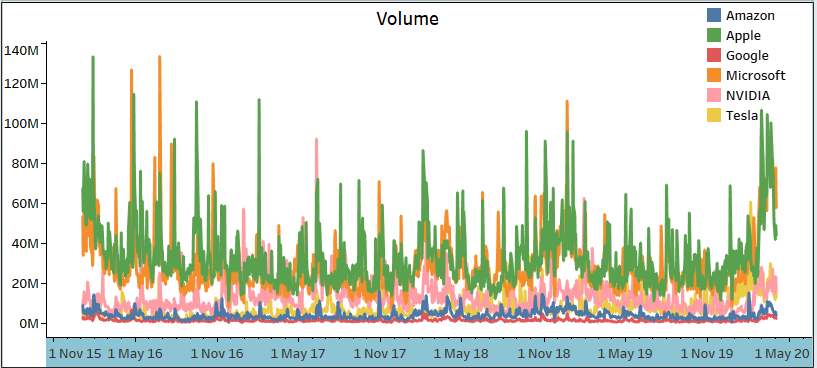 Volume
Amazon
Apple
Google
Microsoft
NVIDIA
Tesla
140M
120M
100M
80M
60M
40M
20M
0M
1 Nov 15 1 May 16 1 Nov 16 1 May 17 1 Nov 17 1 May 18 1 Nov 18 1 May 19 1 Nov 19 1 May 20